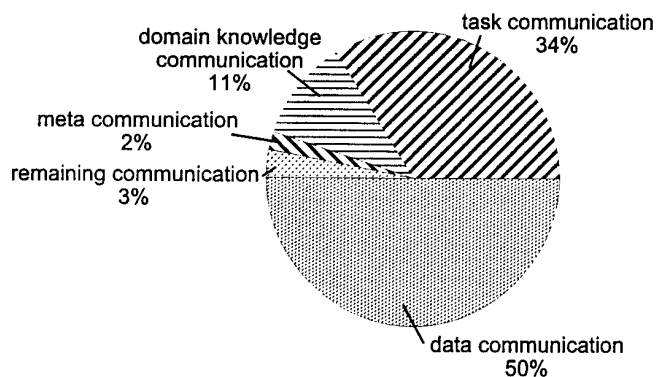 task communication
34%
domain knowledge
communication
11%
meta communication
2%
remaining communication
3%
data communication
50%